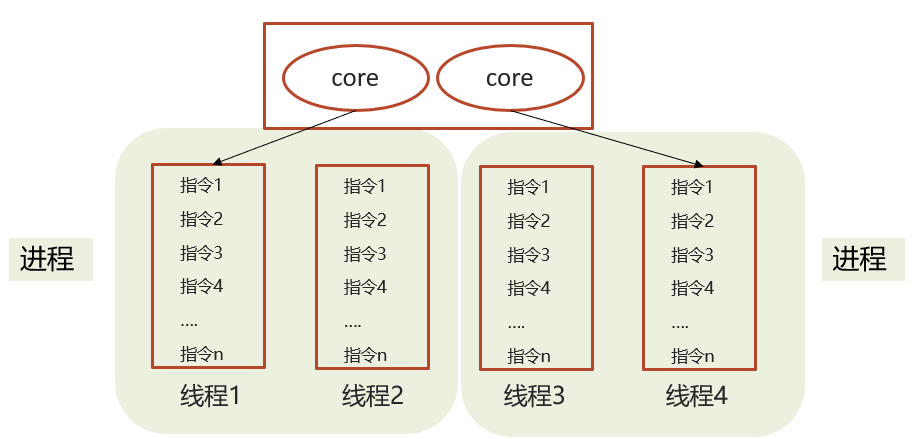 core
core
进程
指令1
指令2
指令3
指令4
....
指令n
线程1
指令1
指令2
指令3
指令4
....
指令n
线程2
指令1
指令2
指令3
指令4
....
指令n
线程3
指令1
指令2
指令3
指令4
....
指令n
线程4
进程